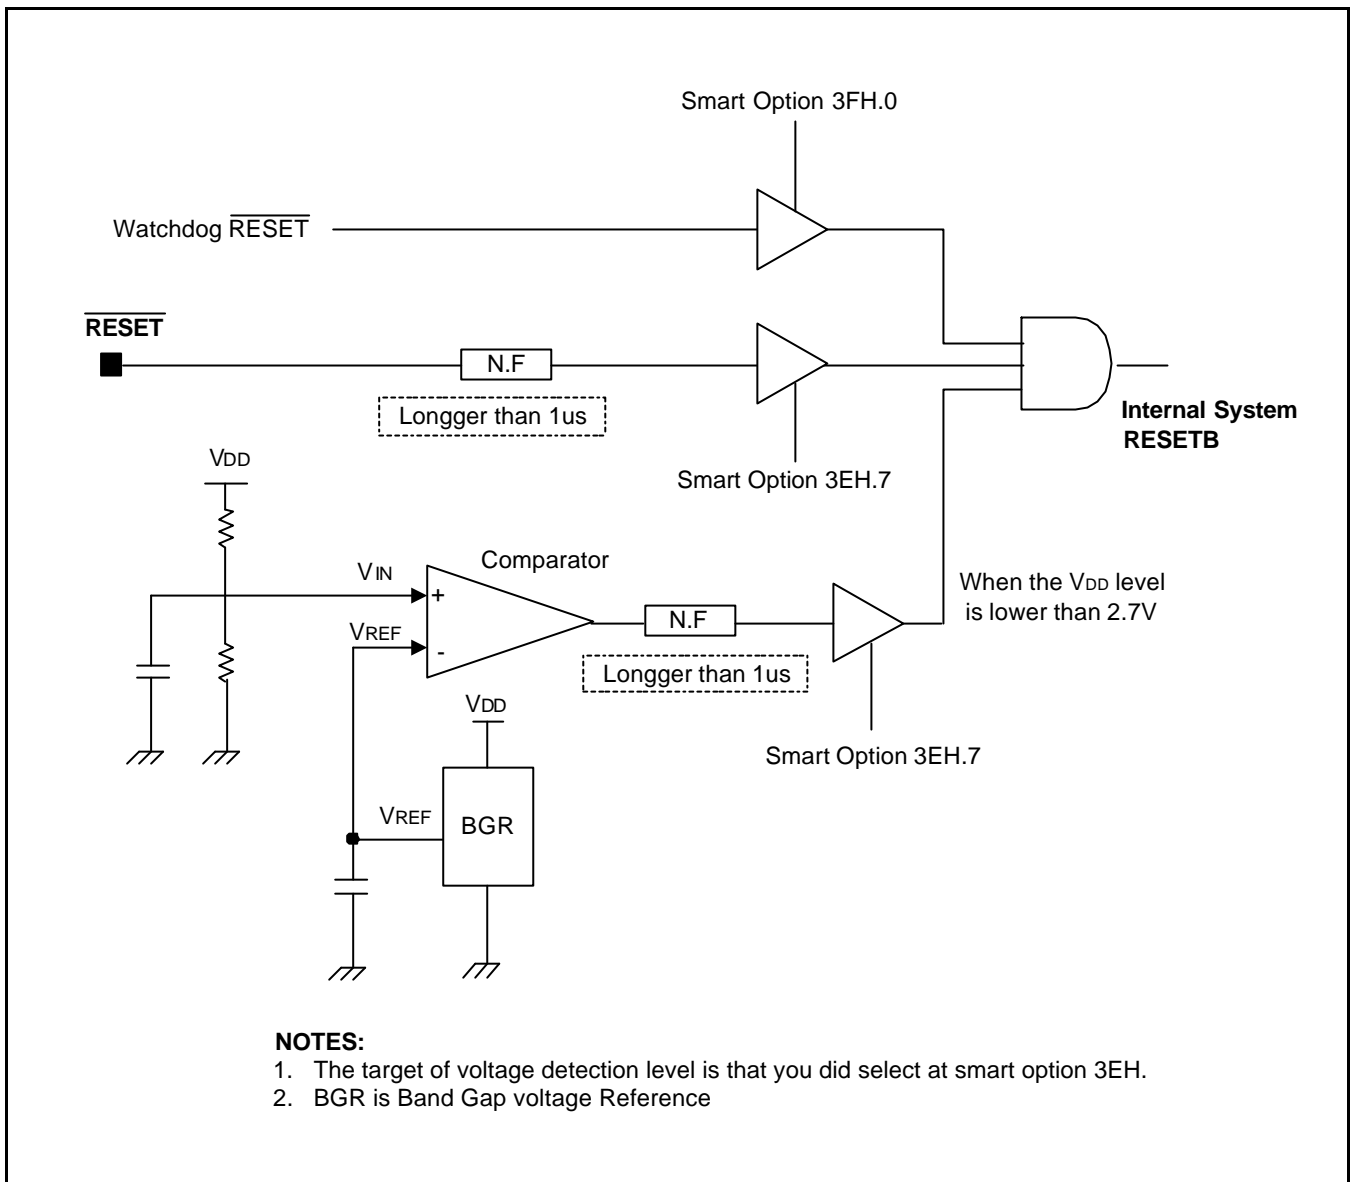 Smart Option 3FH.0
Watchdog RESET
RESET
N.F
Longger than 1us
Smart Option 3EH.7
Internal System
RESETB
VDD
VIN
+
VREF
-
Comparator
N.F
Longger than 1us
When the VDD level
is lower than 2.7V
Smart Option 3EH.7
VDD
VREF
BGR
NOTES:
1. The target of voltage detection level is that you did select at smart option 3EH.
2. BGR is Band Gap voltage Reference